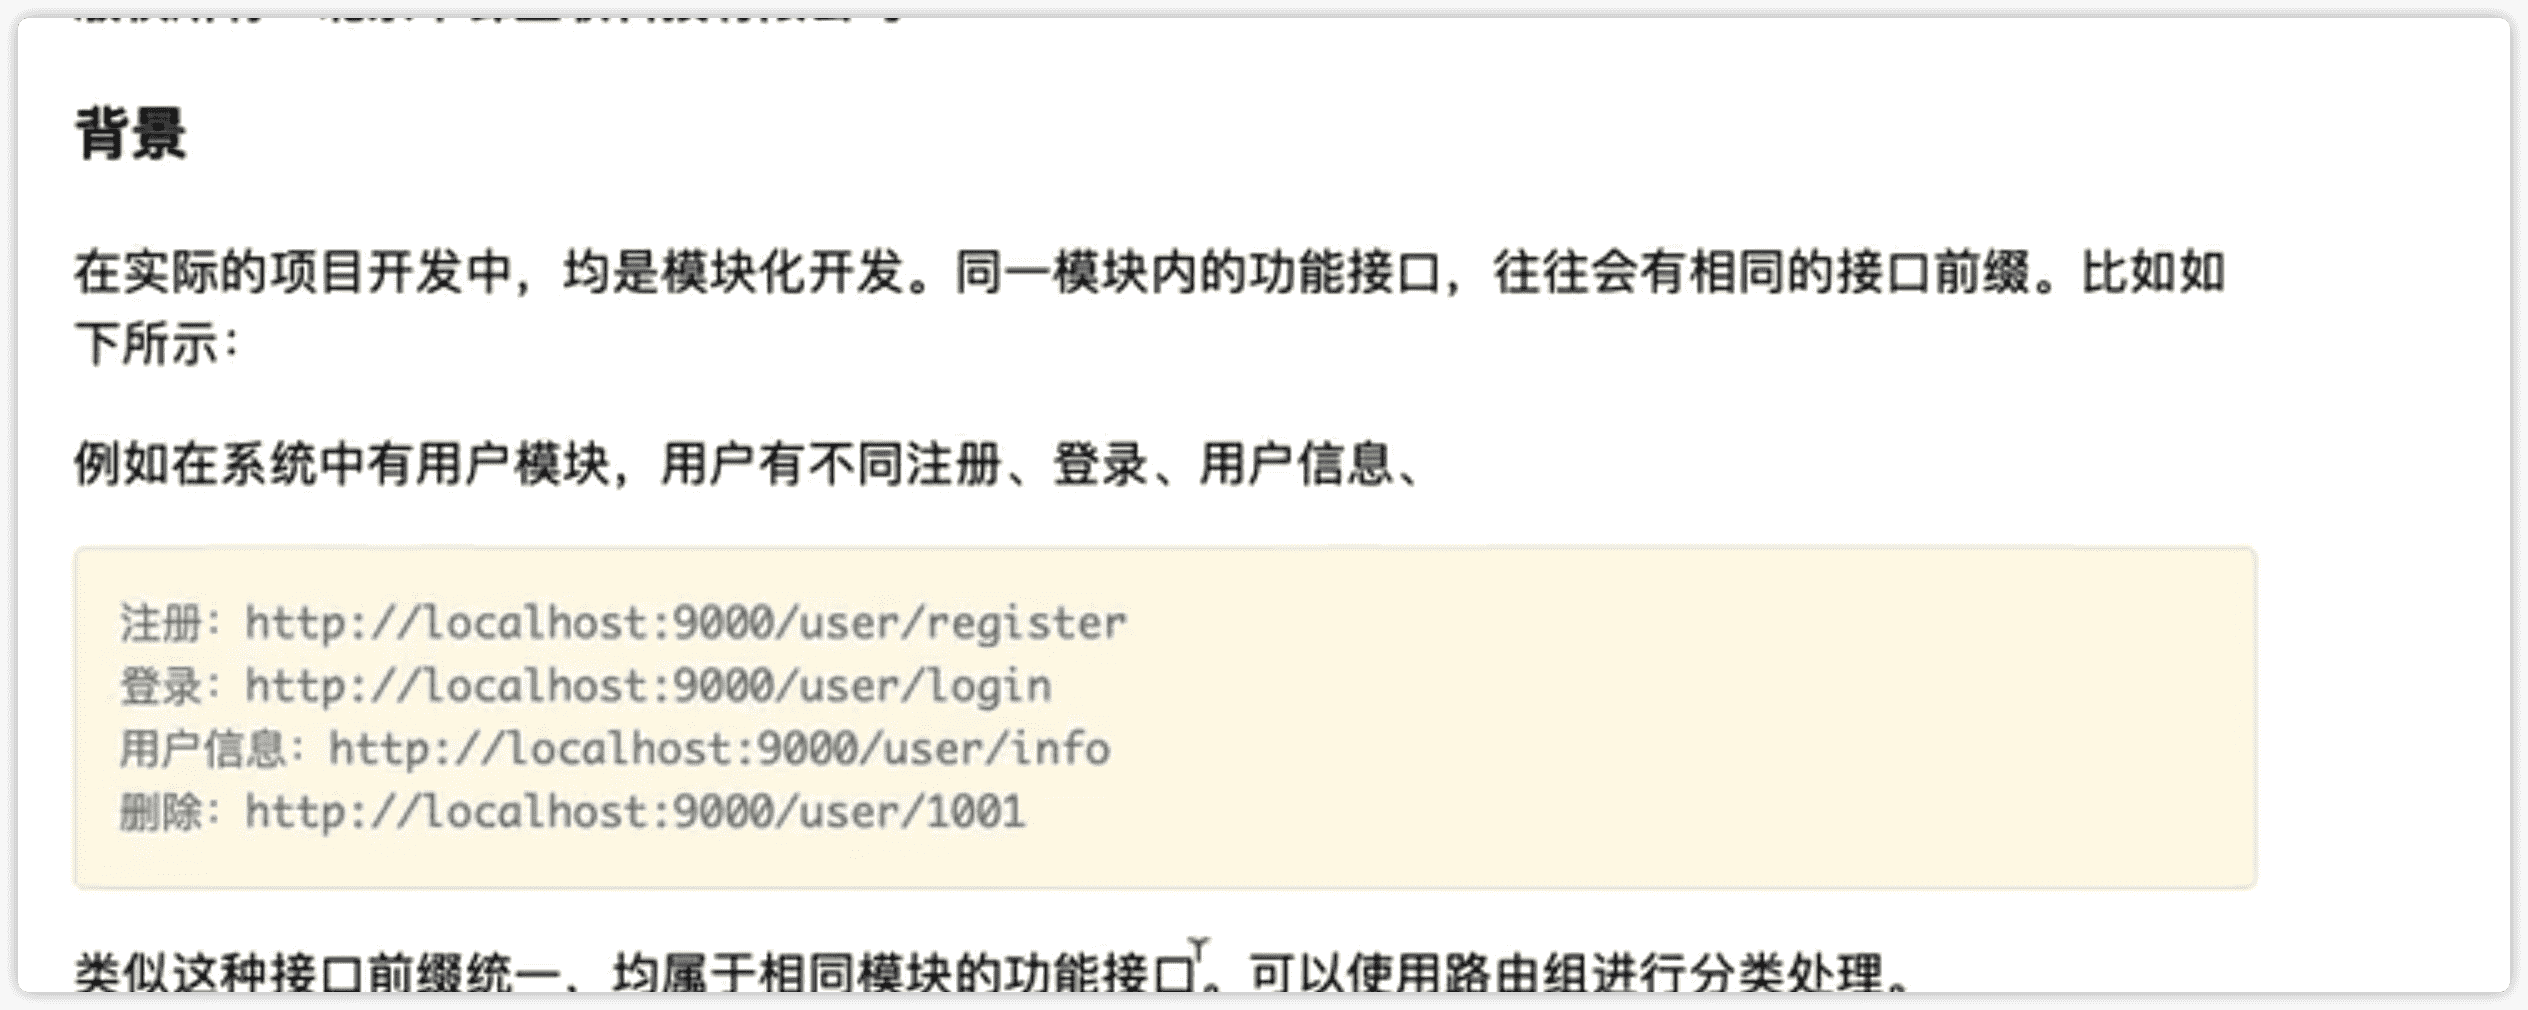 背景
在实际的项目开发中，均是模块化开发。同一模块内的功能接口，往往会有相同的接口前缀。比如如
下所示：
例如在系统中有用户模块，用户有不同注册、登录、用户信息、
注册：http://localhost:9000/user/register
登录：http://localhost:9000/user/login
用户信息：http://localhost:9000/user/info
删除：http://localhost:9000/user/1001
类似这种接口前缀统一，均属于相同模块的功能接口。可以使用路由组进行分类处理。